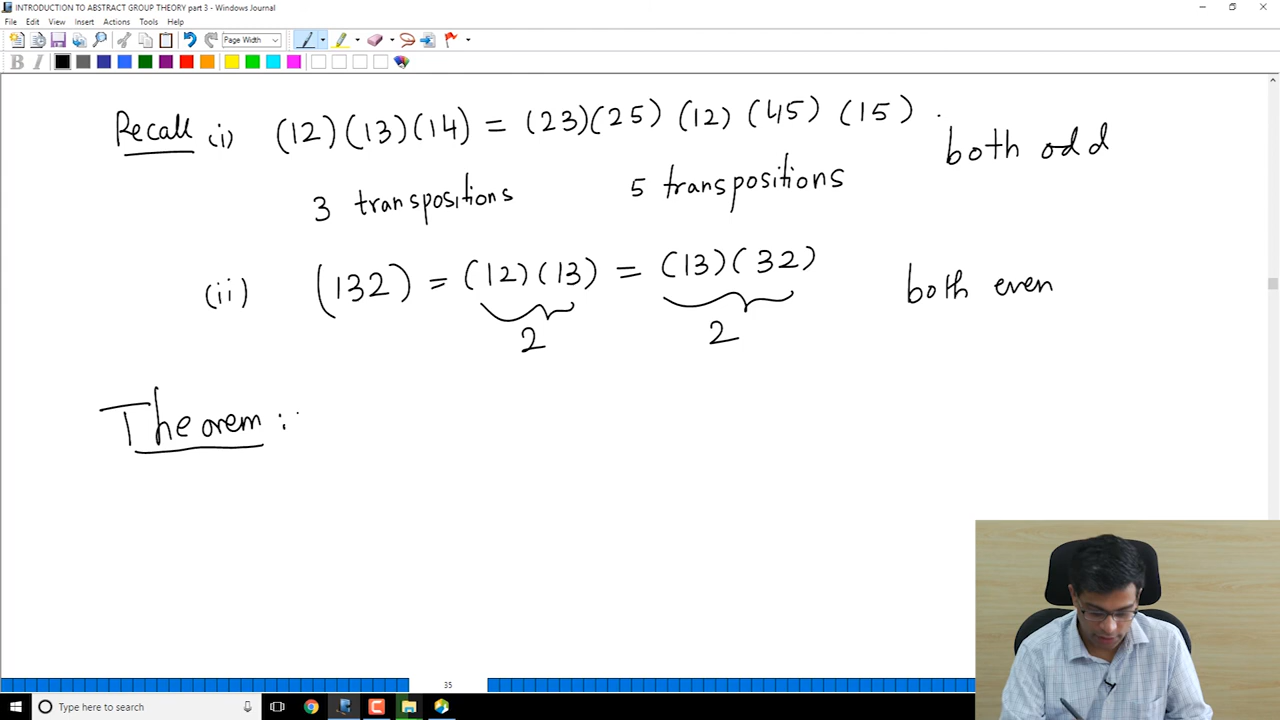 INTRODUCTION TO ABSTRACT GROUP THEORY part 3 - Windows Journal
File Edit View Insert Actions Tools Help
Page Width
B I
Recall (i) (12)(13)(14) = (23)(25) (12) (45) (15) .
both odd
3 transpositions 5 transpositions
(ii) (132) = (12)(13) = (13)(32)
both even
2 2
Theorem :
35
Type here to search